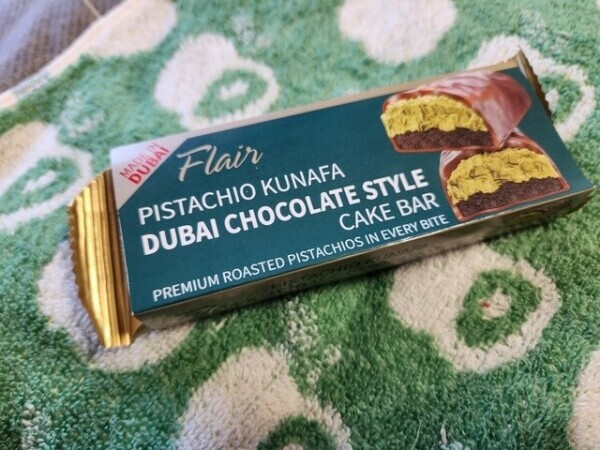 MADE IN
DUBAI
Flair
PISTACHIO KUNAFA
DUBAI CHOCOLATE STYLE
CAKE BAR
PREMIUM ROASTED PISTACHIOS IN EVERY BITE